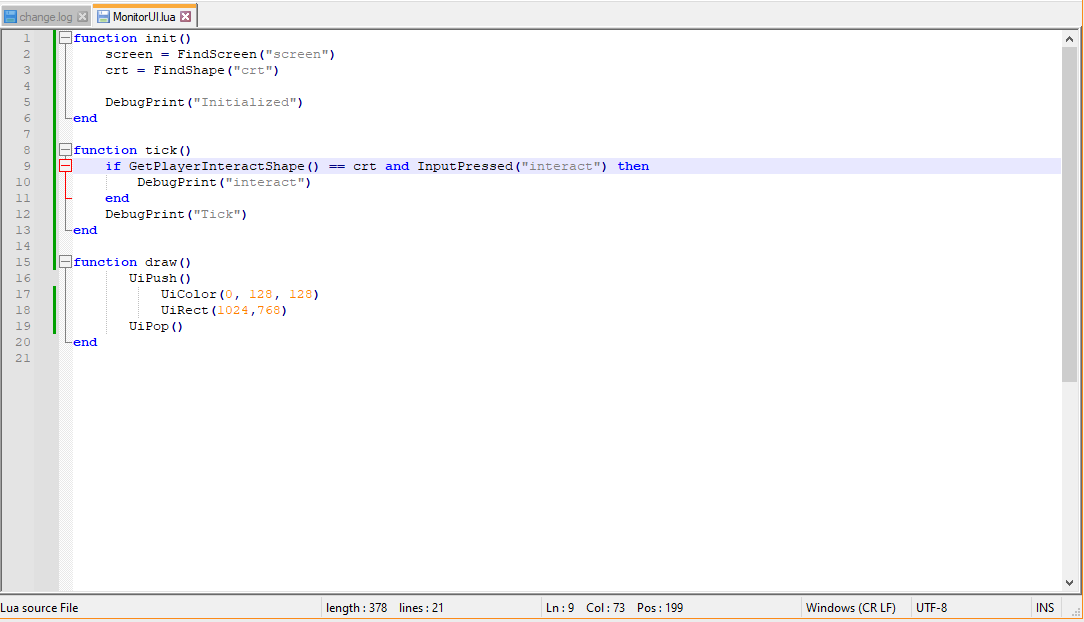 change.log MonitorUI.lua
1 function init()
2 screen = FindScreen("screen")
3 crt = FindShape("crt")
4
5 DebugPrint("Initialized")
6 end
7
8 function tick()
9 if GetPlayerInteractShape() == crt and InputPressed("interact") then
10 DebugPrint("interact")
11 end
12 DebugPrint("Tick")
13 end
14
15 function draw()
16 UiPush()
17 UiColor(0, 128, 128)
18 UiRect(1024,768)
19 UiPop()
20 end
21
Lua source File length : 378 lines : 21 Ln : 9 Col : 73 Pos : 199 Windows (CR LF) UTF-8 INS